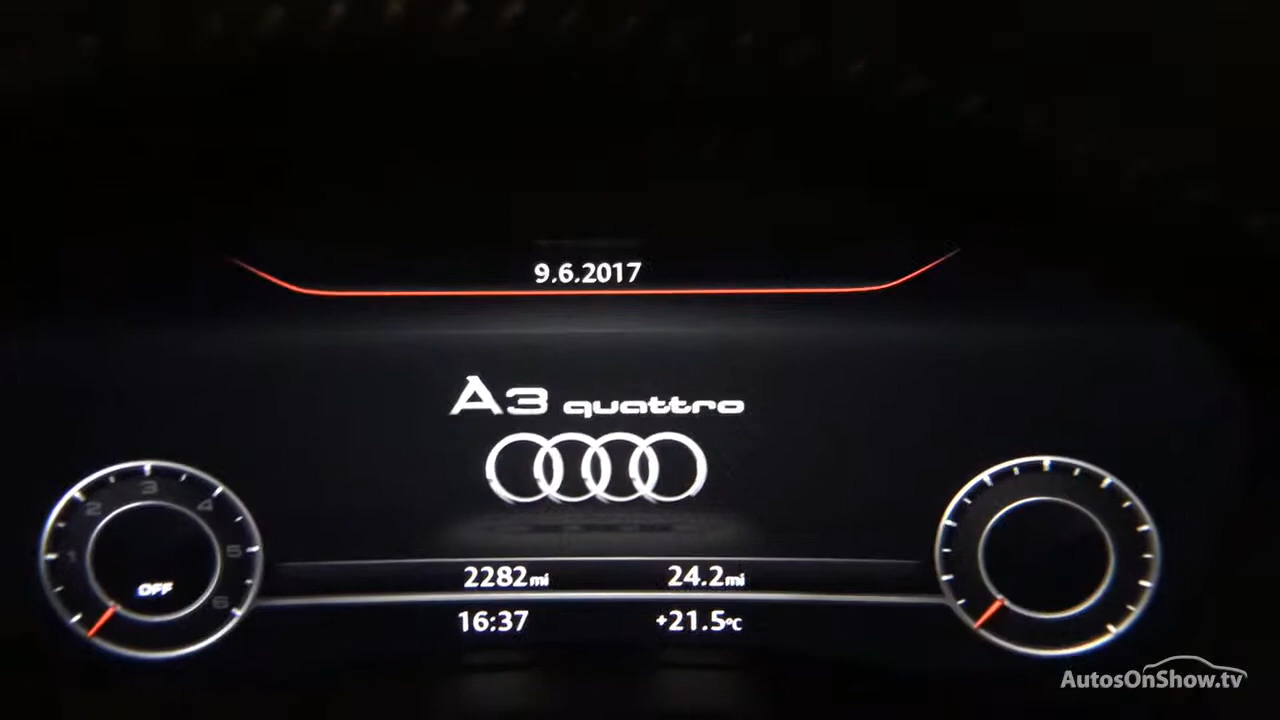 9.6.2017
A3 quattro
1 2 3 4 5 6
OFF
2282mi 24.2mi
16:37 +21.5°C
AutosOnShow.tv